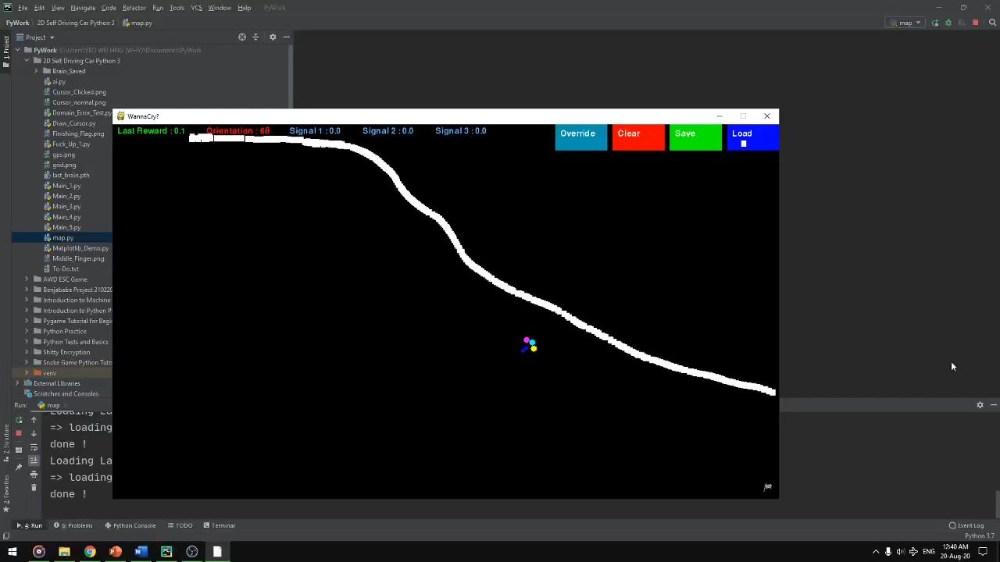 File Edit View Navigate Code Refactor Run Tools VCS Window Help PyWork
PyWork 2D Self Driving Car Python 3 map.py
map
1: Project
Project
PyWork E:\Users\YEO WEI HNG (WHY)\Documents\PyWork
2D Self Driving Car Python 3
Brain_Saved
ai.py
Cursor_Clicked.png
Cursor_normal.png
Domain_Error_Test.py
Draw_Cursor.py
Finishing_Flag.png
Fuck_Up_1.py
gps.png
grid.png
last_brain.pth
Main_1.py
Main_2.py
Main_3.py
Main_4.py
Main_5.py
map.py
Matplotlib_Demo.py
Middle_Finger.png
To-Do.txt
AWD ESC Game
Benjababe Project 210220
Introduction to Machine
Introduction to Python P
Pygame Tutorial for Begi
Python Practice
Python Tests and Basics
Shitty Encryption
Snake Game Python Tuto
venv
External Libraries
Scratches and Consoles
WannaCry?
Last Reward : 0.1 Orientation : 68 Signal 1 : 0.0 Signal 2 : 0.0 Signal 3 : 0.0
Override Clear Save Load
Run: map
Loading La
=> loading
done !
Loading La
=> loading
done !
7: Structure
2: Favorites
4: Run 6: Problems Python Console TODO Terminal
Event Log
Python 3.7
ENG
12:40 AM
20-Aug-20